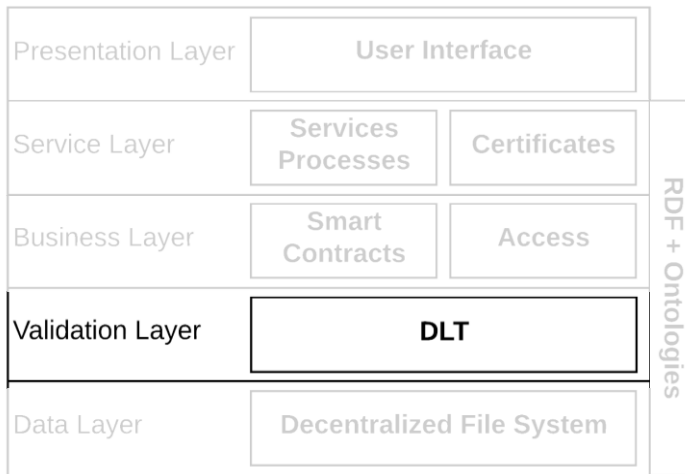 Presentation Layer
User Interface
Service Layer
Services
Processes
Certificates
Business Layer
Smart
Contracts
Access
Validation Layer
DLT
Data Layer
Decentralized File System
RDF + Ontologies